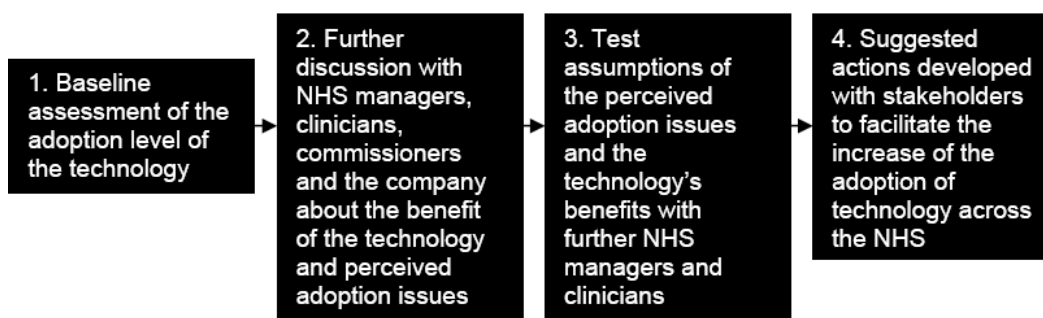 1. Baseline
assessment of the
adoption level of
the technology
2. Further
discussion with
NHS managers,
clinicians,
commissioners
and the company
about the benefit
of the technology
and perceived
adoption issues
3. Test
assumptions of
the perceived
adoption issues
and the
technology's
benefits with
further NHS
managers and
clinicians
4. Suggested
actions developed
with stakeholders
to facilitate the
increase of the
adoption of
technology across
the NHS